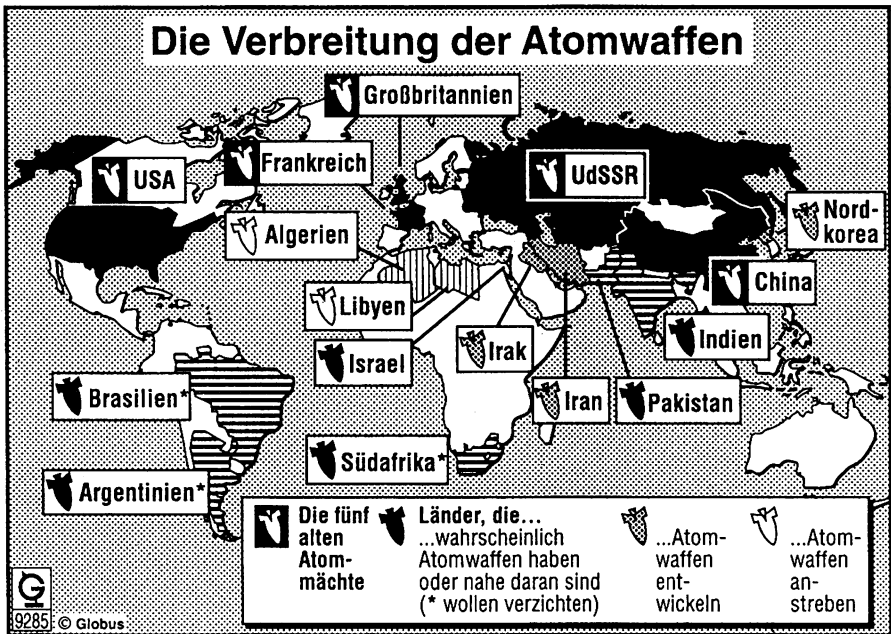 Die Verbreitung der Atomwaffen
Großbritannien
USA
Frankreich
UdSSR
Nord-
korea
Algerien
China
Libyen
Indien
Israel
Irak
Brasilien*
Iran
Pakistan
Südafrika*
Argentinien*
Die fünf
alten
Atom-
mächte
Länder, die...
...wahrscheinlich
Atomwaffen haben
oder nahe daran sind
(* wollen verzichten)
...Atom-
waffen
ent-
wickeln
...Atom-
waffen
an-
streben
9285 © Globus